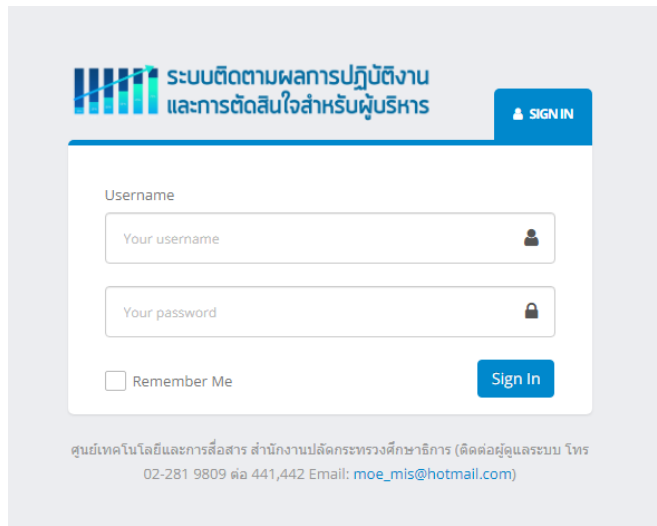 ระบบติดตามผลการปฏิบัติงาน
และการตัดสินใจสำหรับผู้บริหาร
SIGN IN
Username
Your username
Your password
Remember Me
Sign In
ศูนย์เทคโนโลยีและการสื่อสาร สำนักงานปลัดกระทรวงศึกษาธิการ (ติดต่อผู้ดูแลระบบ โทร
02-281 9809 ต่อ 441,442 Email: moe_mis@hotmail.com)